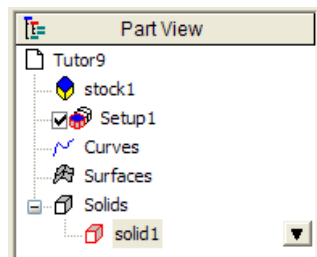 Part View
Tutor9
stock1
Setup1
Curves
Surfaces
Solids
solid1